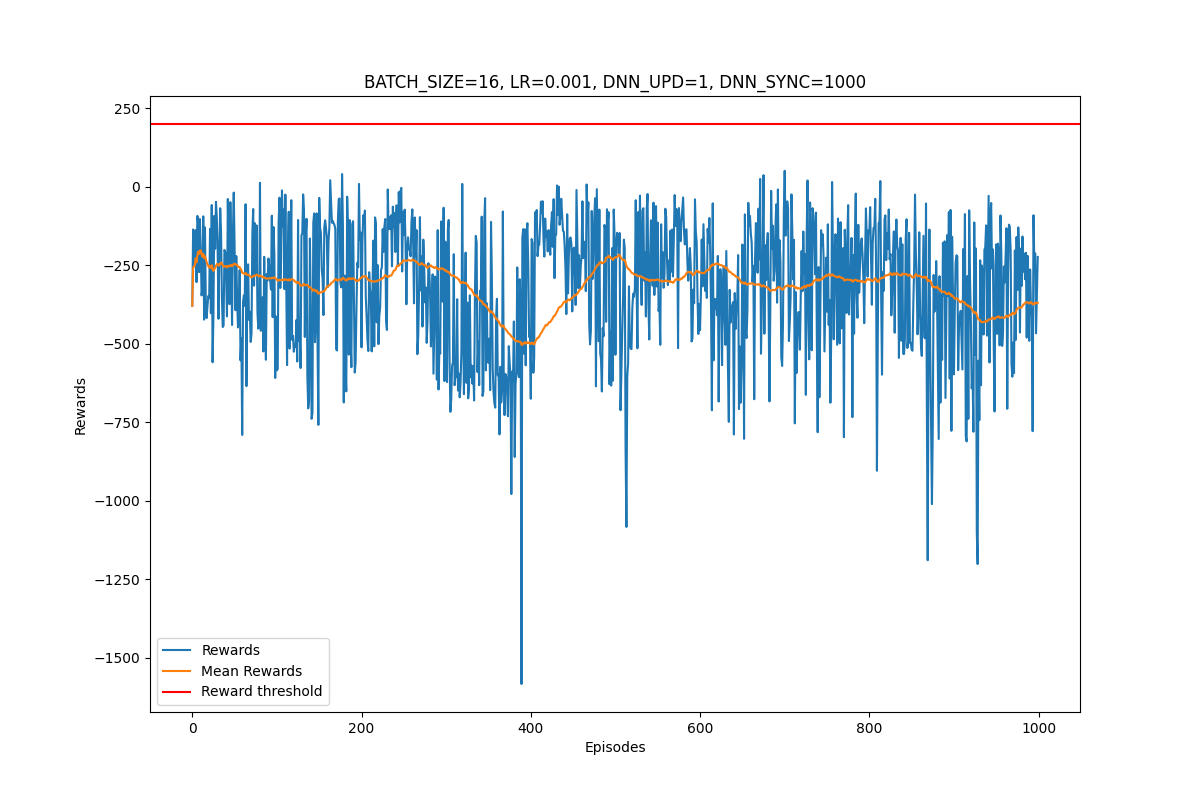 BATCH_SIZE=16, LR=0.001, DNN_UPD=1, DNN_SYNC=1000
250
0
−250
−500
−750
−1000
−1250
−1500
Rewards
Rewards
Mean Rewards
Reward threshold
0
200
400
600
800
1000
Episodes